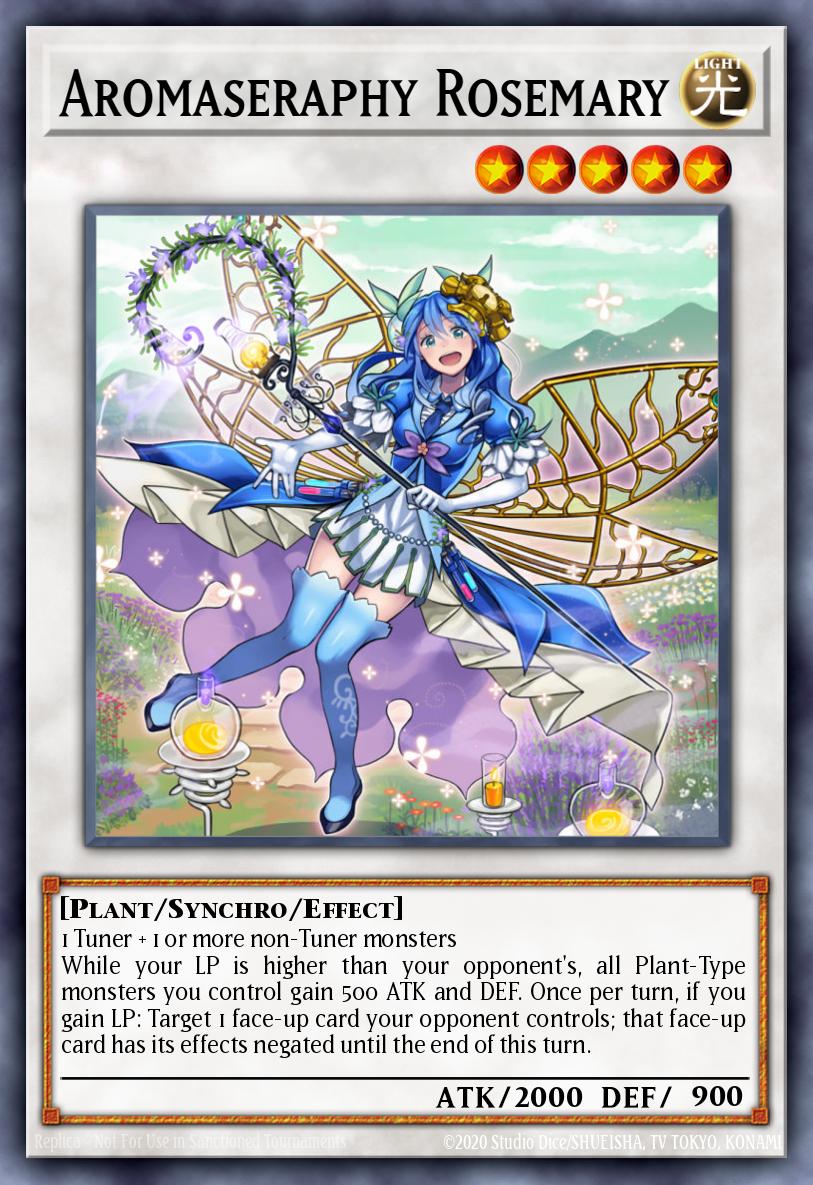 AROMASERAPHY ROSEMARY
LIGHT
光
[PLANT/SYNCHRO/EFFECT]
1 Tuner + 1 or more non-Tuner monsters
While your LP is higher than your opponent's, all Plant-Type
monsters you control gain 500 ATK and DEF. Once per turn, if you
gain LP: Target 1 face-up card your opponent controls; that face-up
card has its effects negated until the end of this turn.
ATK/2000 DEF/ 900
Replica - Not For Use in Sanctioned Tournaments
©2020 Studio Dice/SHUEISHA, TV TOKYO, KONAMI